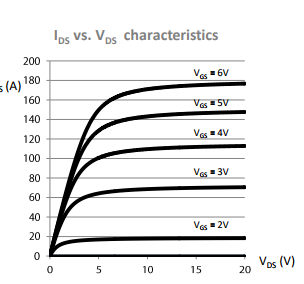 IDS vs. VDS characteristics
200
180
s (A)
160
140
120
100
80
60
40
20
0
VGS = 6V
VGS = 5V
VGS = 4V
VGS = 3V
VGS = 2V
0 5 10 15 20
VDS (V)